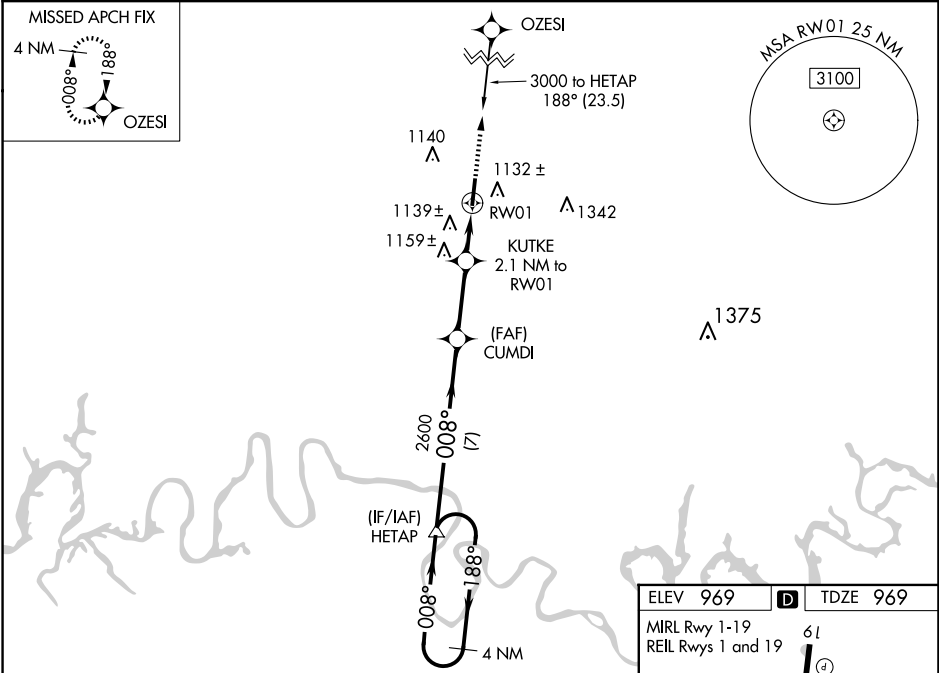 MISSED APCH FIX
4 NM
008°
188°
OZESI
OZESI
3000 to HETAP
188° (23.5)
MSA RW01 25 NM
3100
1140
1132 ±
RW01
1342
1139 ±
1159 ±
KUTKE
2.1 NM to
RW01
1375
(FAF)
CUMDI
2600
008°
(7)
(IF/IAF)
HETAP
008°
188°
4 NM
ELEV 969 D TDZE 969
MIRL Rwy 1-19
REIL Rwys 1 and 19
19
P